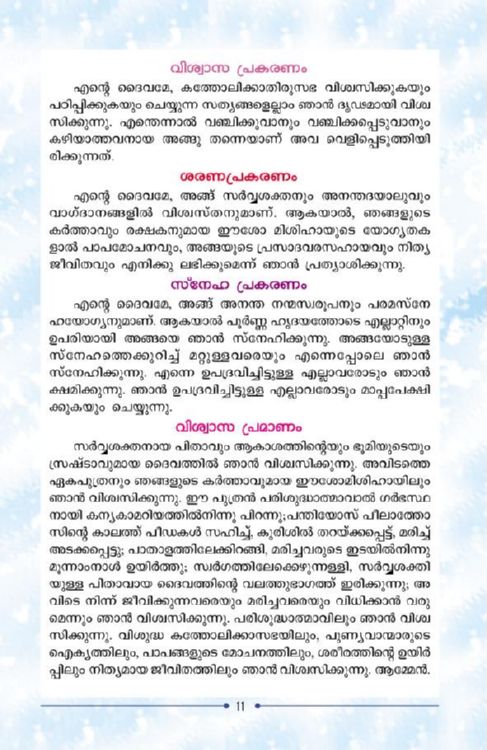 വിശ്വാസ പ്രകരണം
എന്റെ ദൈവമേ, കത്തോലിക്കാതിരുസഭ വിശ്വസിക്കുകയും
പഠിപ്പിക്കുകയും ചെയ്യുന്ന സത്യങ്ങളെല്ലാം ഞാൻ ദൃഢമായി വിശ്വ
സിക്കുന്നു. എന്തെന്നാൽ വഞ്ചിക്കുവാനും വഞ്ചിക്കപ്പെടുവാനും
കഴിയാത്തവനായ അങ്ങു തന്നെയാണ് അവ വെളിപ്പെടുത്തിയി
രിക്കുന്നത്.
ശരണപ്രകരണം
എന്റെ ദൈവമേ, അങ്ങ് സർവ്വശക്തനും അനന്തദയാലുവും
വാഗ്ദാനങ്ങളിൽ വിശ്വസ്തനുമാണ്. ആകയാൽ, ഞങ്ങളുടെ
കർത്താവും രക്ഷകനുമായ ഈശോ മിശിഹായുടെ യോഗ്യതക
ളാൽ പാപമോചനവും, അങ്ങയുടെ പ്രസാദവരസഹായവും നിത്യ
ജീവിതവും എനിക്കു ലഭിക്കുമെന്ന് ഞാൻ പ്രത്യാശിക്കുന്നു.
സ്നേഹ പ്രകരണം
എന്റെ ദൈവമേ, അങ്ങ് അനന്ത നന്മസ്വരൂപനും പരമസ്നേ
ഹയോഗ്യനുമാണ്. ആകയാൽ പൂർണ്ണ ഹൃദയത്തോടെ എല്ലാറ്റിനും
ഉപരിയായി അങ്ങയെ ഞാൻ സ്നേഹിക്കുന്നു. അങ്ങയോടുള്ള
സ്നേഹത്തെക്കുറിച്ച് മറ്റുള്ളവരെയും എന്നെപ്പോലെ ഞാൻ
സ്നേഹിക്കുന്നു. എന്നെ ഉപദ്രവിച്ചിട്ടുള്ള എല്ലാവരോടും ഞാൻ
ക്ഷമിക്കുന്നു. ഞാൻ ഉപദ്രവിച്ചിട്ടുള്ള എല്ലാവരോടും മാപ്പപേക്ഷി
ക്കുകയും ചെയ്യുന്നു.
വിശ്വാസ പ്രമാണം
സർവ്വശക്തനായ പിതാവും ആകാശത്തിന്റെയും ഭൂമിയുടെയും
സ്രഷ്ടാവുമായ ദൈവത്തിൽ ഞാൻ വിശ്വസിക്കുന്നു. അവിടത്തെ
ഏകപുത്രനും ഞങ്ങളുടെ കർത്താവുമായ ഈശോമിശിഹായിലും
ഞാൻ വിശ്വസിക്കുന്നു. ഈ പുത്രൻ പരിശുദ്ധാത്മാവാൽ ഗർഭസ്ഥ
നായി കന്യകാമറിയത്തിൽനിന്നു പിറന്നു;പന്തിയോസ് പീലാത്തോ
സിന്റെ കാലത്ത് പീഡകൾ സഹിച്ച്, കുരിശിൽ തറയ്ക്കപ്പെട്ട്, മരിച്ച്
അടക്കപ്പെട്ടു; പാതാളത്തിലേക്കിറങ്ങി, മരിച്ചവരുടെ ഇടയിൽനിന്നു
മൂന്നാംനാൾ ഉയിർത്തു; സ്വർഗത്തിലേക്കെഴുന്നള്ളി, സർവ്വശക്തി
യുള്ള പിതാവായ ദൈവത്തിന്റെ വലത്തുഭാഗത്ത് ഇരിക്കുന്നു; അ
വിടെ നിന്ന് ജീവിക്കുന്നവരെയും മരിച്ചവരെയും വിധിക്കാൻ വരു
മെന്നും ഞാൻ വിശ്വസിക്കുന്നു. പരിശുദ്ധാത്മാവിലും ഞാൻ വിശ്വ
സിക്കുന്നു. വിശുദ്ധ കത്തോലിക്കാസഭയിലും, പുണ്യവാന്മാരുടെ
ഐക്യത്തിലും, പാപങ്ങളുടെ മോചനത്തിലും, ശരീരത്തിന്റെ ഉയിർ
പ്പിലും നിത്യമായ ജീവിതത്തിലും ഞാൻ വിശ്വസിക്കുന്നു. ആമ്മേൻ.
11